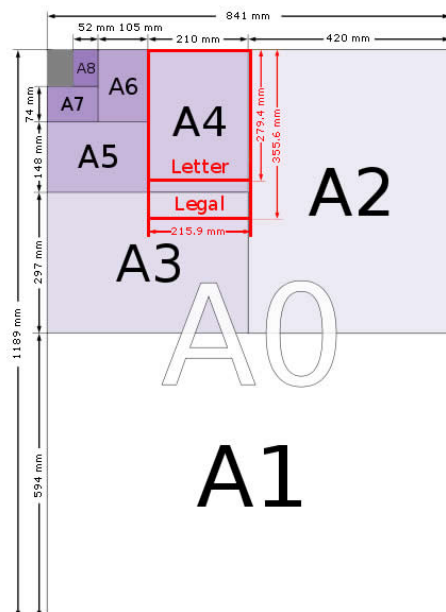 841 mm
52 mm 105 mm
210 mm
420 mm
A8
A6
A7
74 mm
A4
279.4 mm
355.6 mm
148 mm
A5
Letter
A2
Legal
215.9 mm
A3
297 mm
A0
1189 mm
594 mm
A1